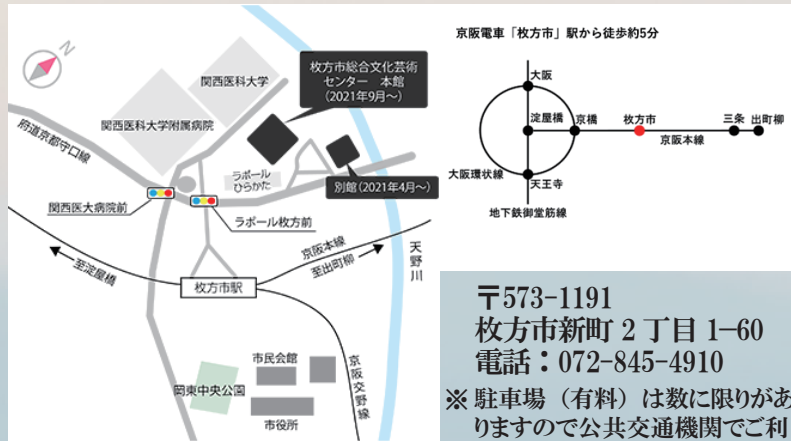 N
関西医科大学
枚方市総合文化芸術
センター 本館
(2021年9月～)
関西医科大学附属病院
府道京都守口線
ラポール
ひらかた
別館(2021年4月～)
関西医大病院前
ラポール枚方前
京阪本線
至出町柳
至淀屋橋
天野川
枚方市駅
市民会館
岡東中央公園
市役所
京阪交野線
京阪電車「枚方市」駅から徒歩約5分
大阪
淀屋橋
京橋
枚方市
三条
出町柳
京阪本線
大阪環状線
天王寺
地下鉄御堂筋線
〒573-1191
枚方市新町 2 丁目 1-60
電話：072-845-4910
※ 駐車場（有料）は数に限りがあ
りますので公共交通機関でご利